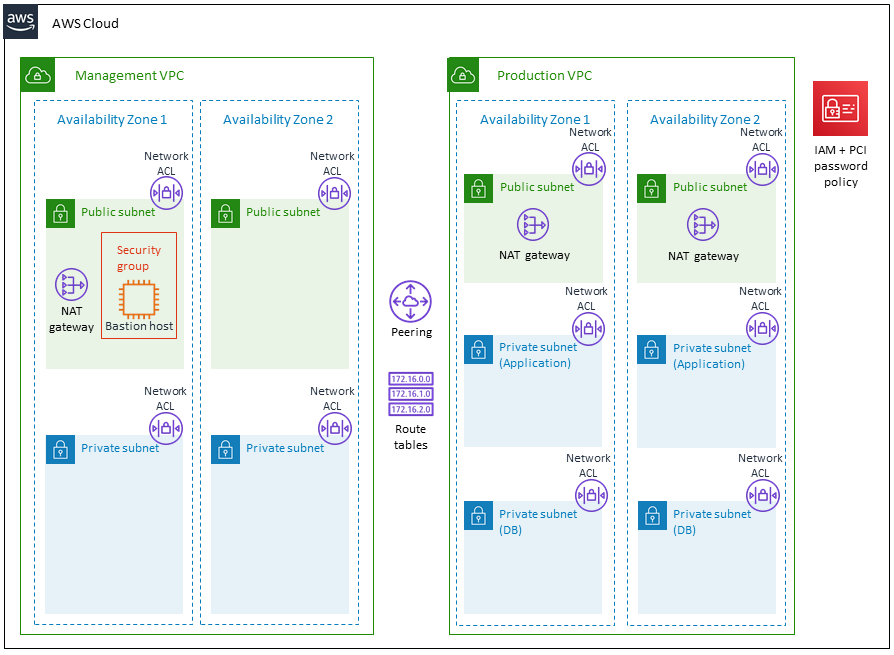 aws
AWS Cloud
Management VPC
Availability Zone 1
Network
ACL
Public subnet
Security
group
NAT
gateway
Bastion host
Network
ACL
Private subnet
Availability Zone 2
Network
ACL
Public subnet
Network
ACL
Private subnet
Peering
172.16.0.0
172.16.1.0
172.16.2.0
Route
tables
Production VPC
Availability Zone 1
Network
ACL
Public subnet
NAT gateway
Network
ACL
Private subnet
(Application)
Network
ACL
Private subnet
(DB)
Availability Zone 2
Network
ACL
Public subnet
NAT gateway
Network
ACL
Private subnet
(Application)
Network
ACL
Private subnet
(DB)
IAM + PCI
password
policy